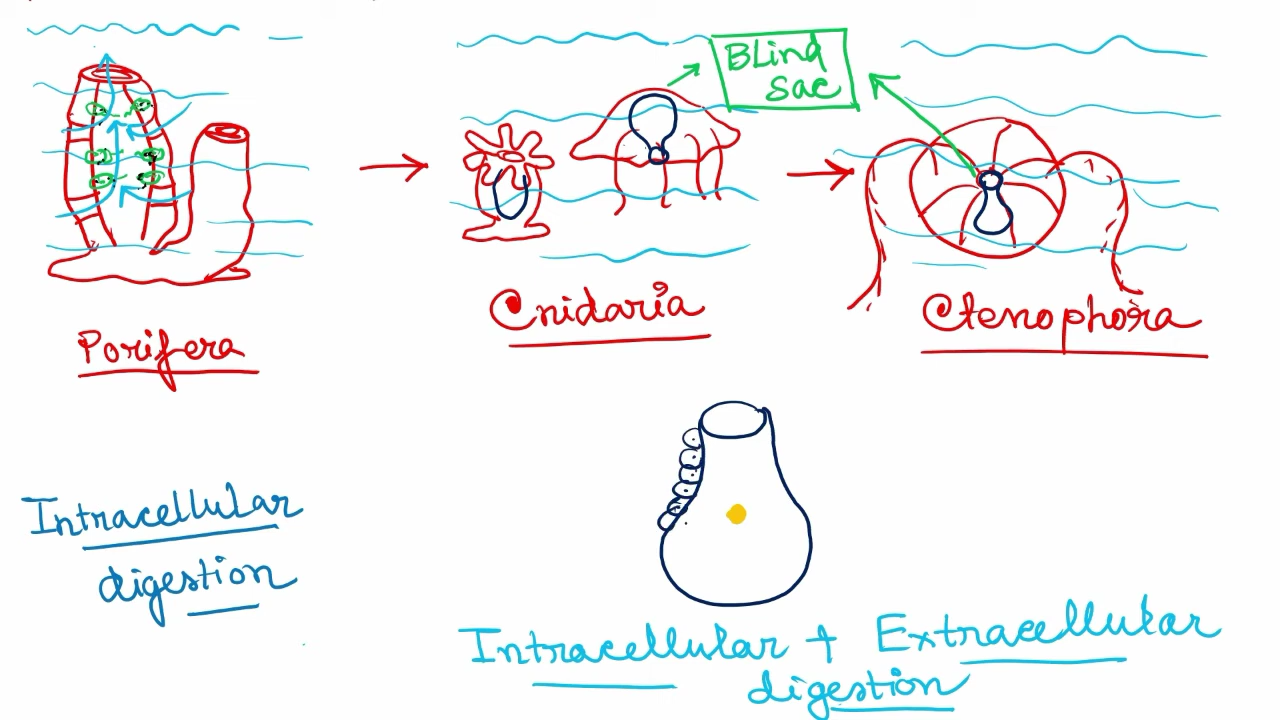 Blind
sac
Porifera
Cnidaria
Ctenophora
Intracellular
digestion
Intracellular + Extracellular
digestion